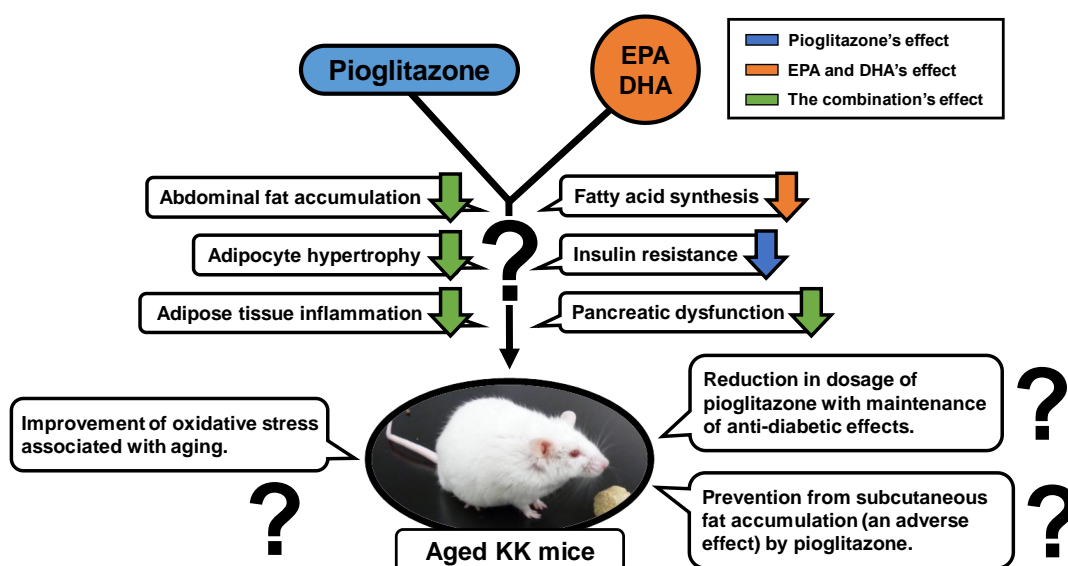 Pioglitazone
EPA
DHA
Pioglitazone's effect
EPA and DHA's effect
The combination's effect
Abdominal fat accumulation
Fatty acid synthesis
Adipocyte hypertrophy
?
Insulin resistance
Adipose tissue inflammation
Pancreatic dysfunction
Improvement of oxidative stress
associated with aging.
?
Reduction in dosage of
pioglitazone with maintenance
of anti-diabetic effects.
?
Prevention from subcutaneous
fat accumulation (an adverse
effect) by pioglitazone.
?
Aged KK mice